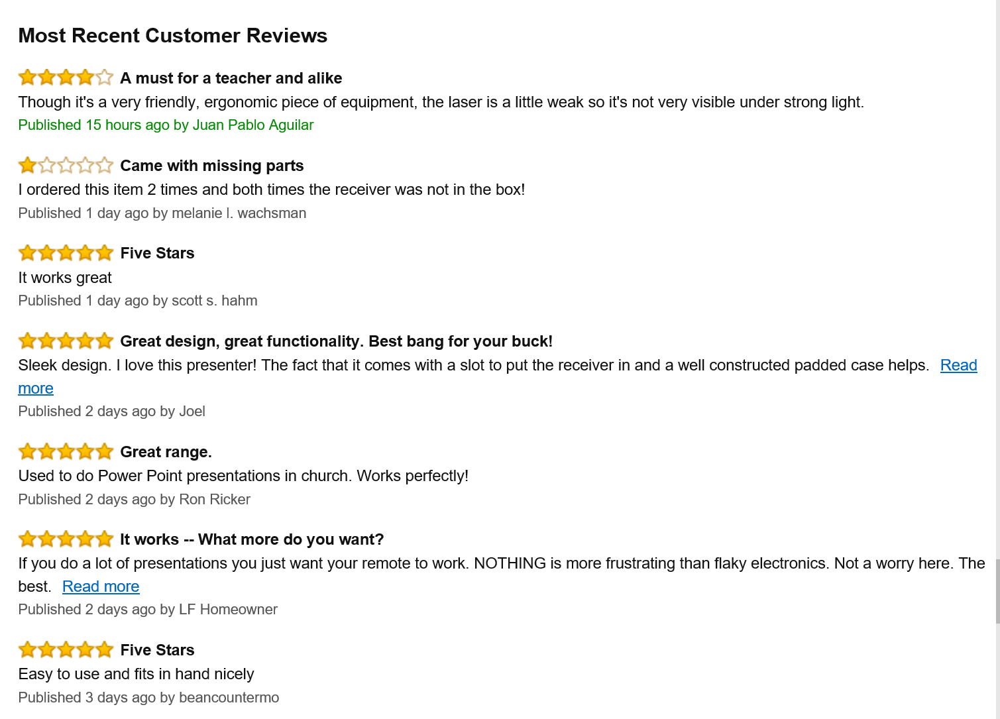 Most Recent Customer Reviews
A must for a teacher and alike
Though it's a very friendly, ergonomic piece of equipment, the laser is a little weak so it's not very visible under strong light.
Published 15 hours ago by Juan Pablo Aguilar
Came with missing parts
I ordered this item 2 times and both times the receiver was not in the box!
Published 1 day ago by melanie l. wachsman
Five Stars
It works great
Published 1 day ago by scott s. hahm
Great design, great functionality. Best bang for your buck!
Sleek design. I love this presenter! The fact that it comes with a slot to put the receiver in and a well constructed padded case helps. Read
more
Published 2 days ago by Joel
Great range.
Used to do Power Point presentations in church. Works perfectly!
Published 2 days ago by Ron Ricker
It works -- What more do you want?
If you do a lot of presentations you just want your remote to work. NOTHING is more frustrating than flaky electronics. Not a worry here. The
best. Read more
Published 2 days ago by LF Homeowner
Five Stars
Easy to use and fits in hand nicely
Published 3 days ago by beancountermo